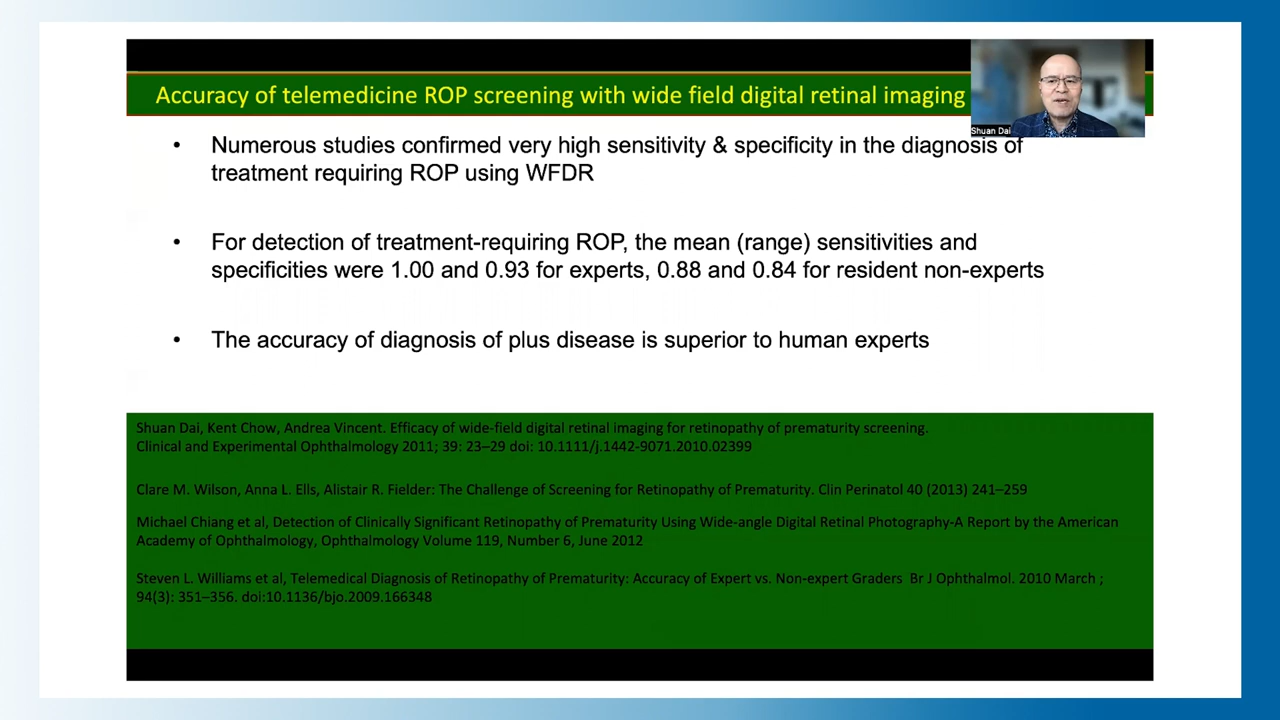 Accuracy of telemedicine ROP screening with wide field digital retinal imaging
Shuan Dai
• Numerous studies confirmed very high sensitivity & specificity in the diagnosis of
treatment requiring ROP using WFDR
• For detection of treatment-requiring ROP, the mean (range) sensitivities and
specificities were 1.00 and 0.93 for experts, 0.88 and 0.84 for resident non-experts
• The accuracy of diagnosis of plus disease is superior to human experts
Shuan Dai, Kent Chow, Andrea Vincent. Efficacy of wide-field digital retinal imaging for retinopathy of prematurity screening.
Clinical and Experimental Ophthalmology 2011; 39: 23–29 doi: 10.1111/j.1442-9071.2010.02399
Clare M. Wilson, Anna L. Ells, Alistair R. Fielder: The Challenge of Screening for Retinopathy of Prematurity. Clin Perinatol 40 (2013) 241–259
Michael Chiang et al, Detection of Clinically Significant Retinopathy of Prematurity Using Wide-angle Digital Retinal Photography-A Report by the American
Academy of Ophthalmology, Ophthalmology Volume 119, Number 6, June 2012
Steven L. Williams et al, Telemedical Diagnosis of Retinopathy of Prematurity: Accuracy of Expert vs. Non-expert Graders Br J Ophthalmol. 2010 March ;
94(3): 351–356. doi:10.1136/bjo.2009.166348